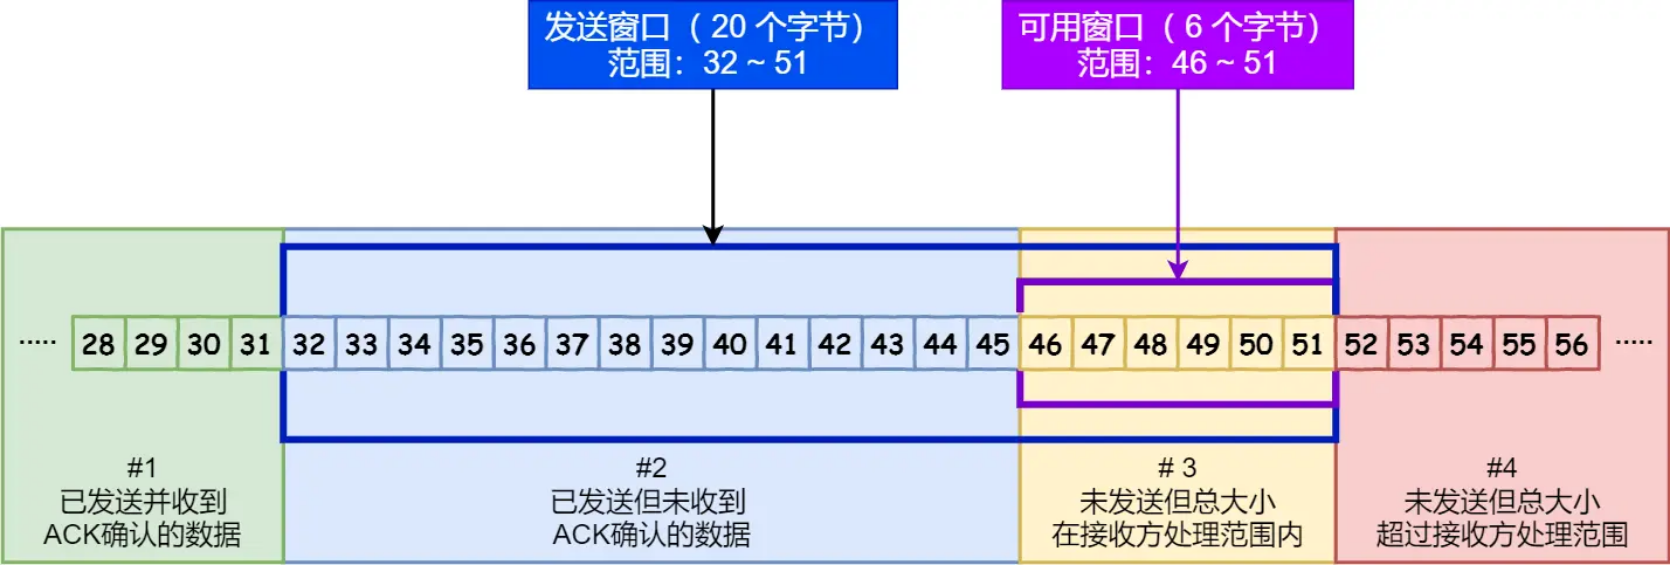 发送窗口（ 20 个字节）
范围：32 ~ 51
可用窗口（ 6 个字节）
范围：46 ~ 51
..... 28 29 30 31 32 33 34 35 36 37 38 39 40 41 42 43 44 45 46 47 48 49 50 51 52 53 54 55 56 .....
#1
已发送并收到
ACK确认的数据
#2
已发送但未收到
ACK确认的数据
# 3
未发送但总大小
在接收方处理范围内
#4
未发送但总大小
超过接收方处理范围